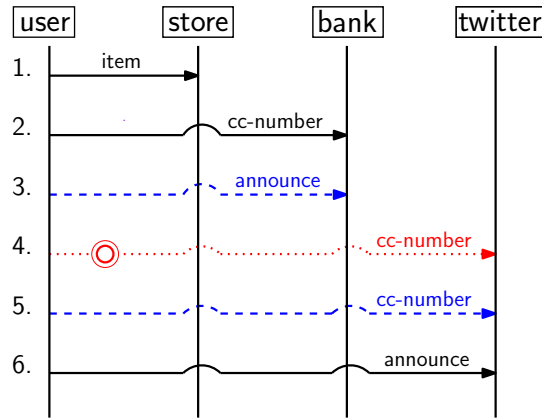 user store bank twitter
1. item
2. cc-number
3. announce
4. cc-number
5. cc-number
6. announce